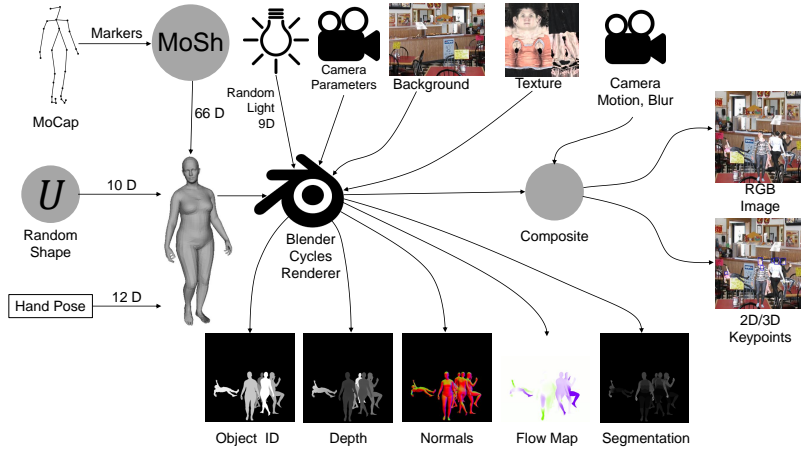 Markers
MoSh
MoCap
66 D
Random
Light
9D
Camera
Parameters
Background
Texture
Camera
Motion, Blur
U
10 D
Random
Shape
Hand Pose
12 D
Blender
Cycles
Renderer
Composite
RGB
Image
2D/3D
Keypoints
Object ID
Depth
Normals
Flow Map
Segmentation